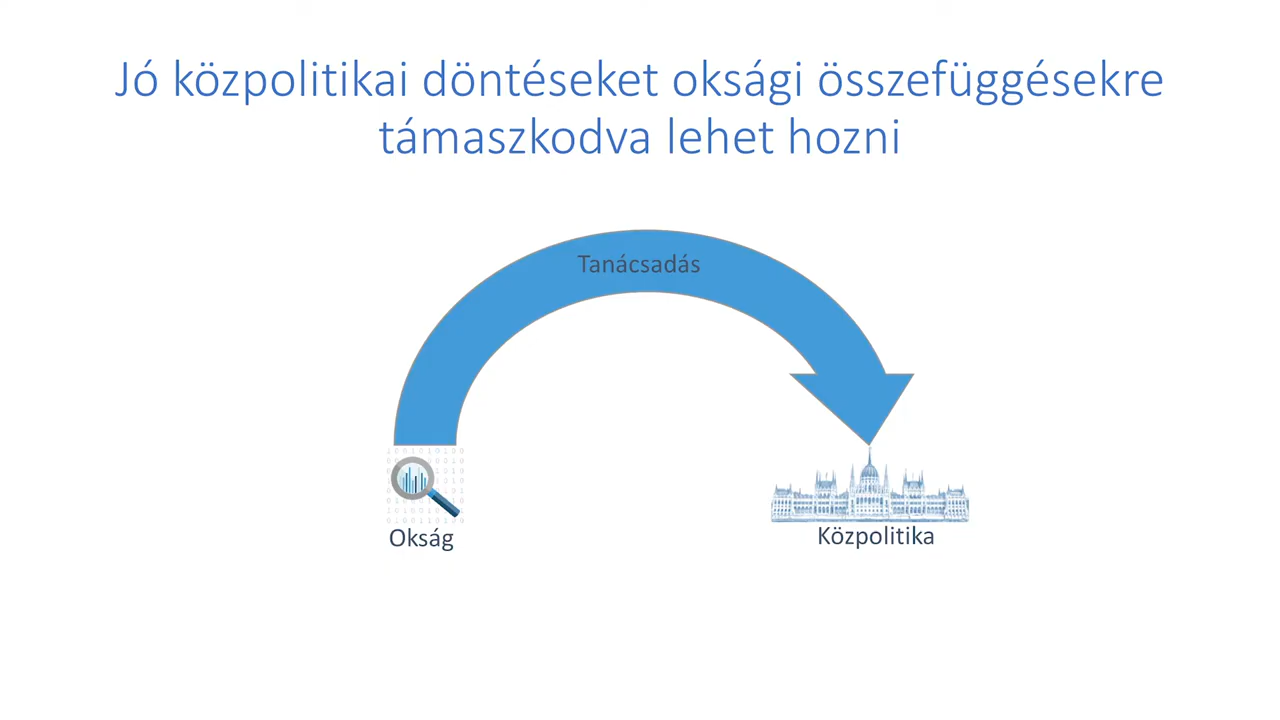 Jó közpolitikai döntéseket oksági összefüggésekre
támaszkodva lehet hozni
Tanácsadás
Okság
Közpolitika